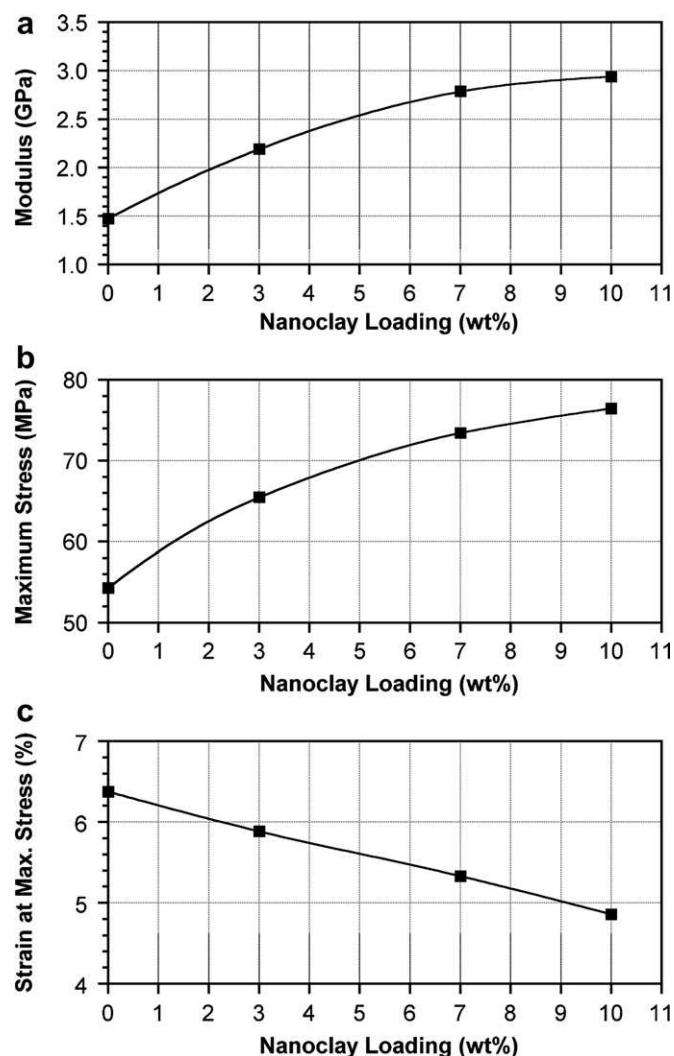 a
Modulus (GPa)
3.5
3.0
2.5
2.0
1.5
1.0
0 1 2 3 4 5 6 7 8 9 10 11
Nanoclay Loading (wt%)
b
Maximum Stress (MPa)
80
70
60
50
0 1 2 3 4 5 6 7 8 9 10 11
Nanoclay Loading (wt%)
c
Strain at Max. Stress (%)
7
6
5
4
0 1 2 3 4 5 6 7 8 9 10 11
Nanoclay Loading (wt%)